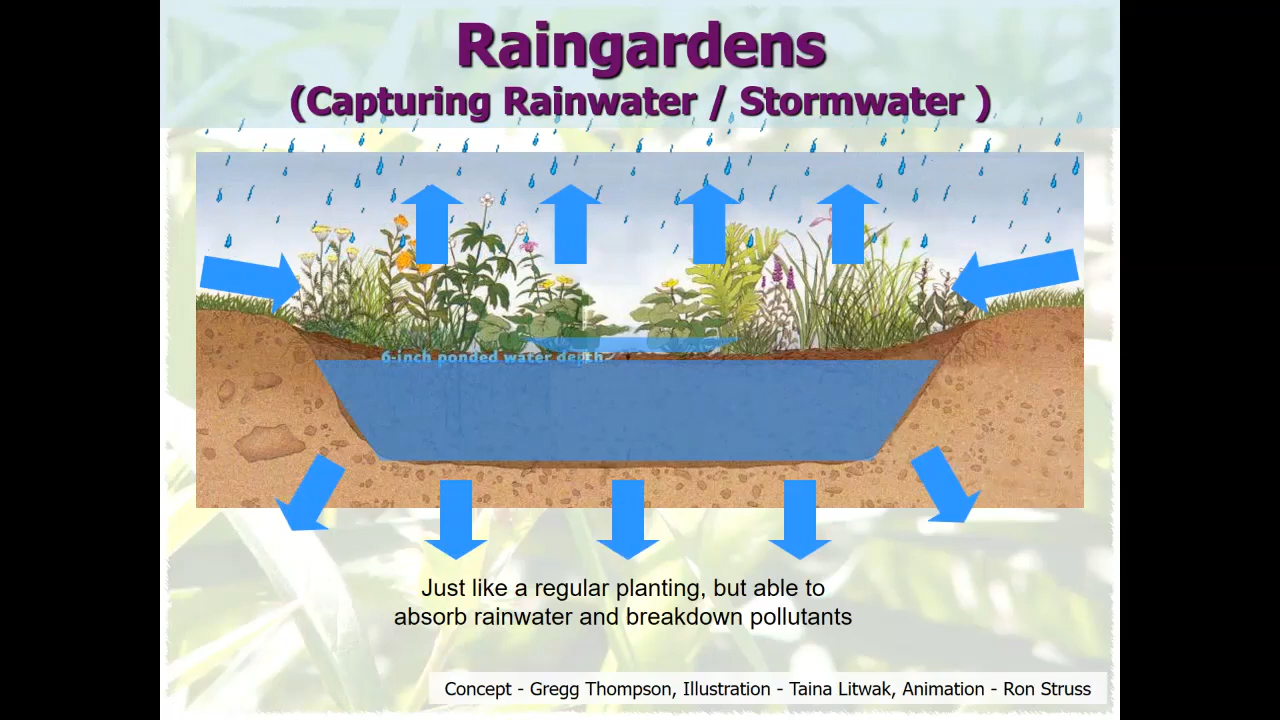 Raingardens
(Capturing Rainwater / Stormwater )
6-inch ponded water depth
Just like a regular planting, but able to
absorb rainwater and breakdown pollutants
Concept - Gregg Thompson, Illustration - Taina Litwak, Animation - Ron Struss